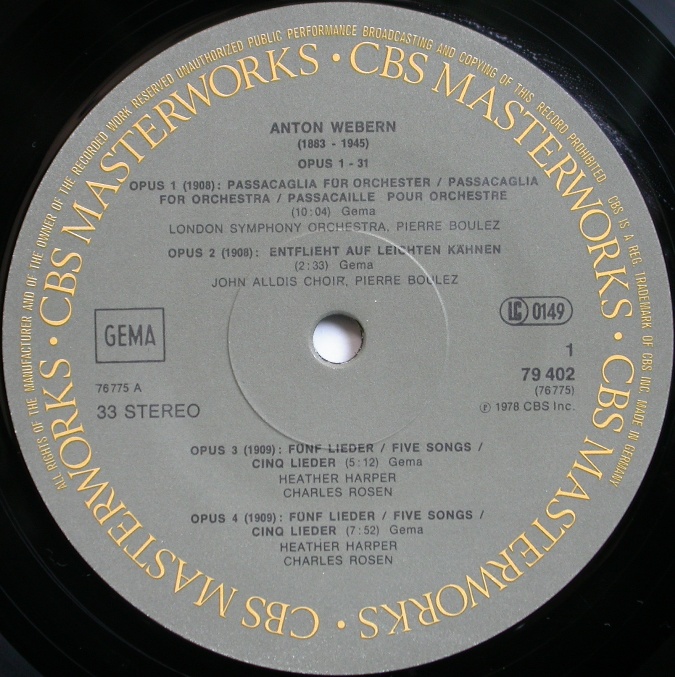 ALL RIGHTS OF THE MANUFACTURER AND OF THE OWNER OF THE RECORDED WORK RESERVED UNAUTHORIZED PUBLIC PERFORMANCE BROADCASTING AND COPYING OF THIS RECORD PROHIBITED CBS IS A REG. TRADEMARK OF CBS INC. MADE IN GERMANY
CBS MASTERWORKS · CBS MASTERWORKS · CBS MASTERWORKS · CBS MASTERWORKS · CBS MASTERWORKS ·
ANTON WEBERN
(1883 - 1945)
OPUS 1 - 31
OPUS 1 (1908): PASSACAGLIA FÜR ORCHESTER / PASSACAGLIA
FOR ORCHESTRA / PASSACAILLE POUR ORCHESTRE
(10:04) Gema
LONDON SYMPHONY ORCHESTRA, PIERRE BOULEZ
OPUS 2 (1908): ENTFLIEHT AUF LEICHTEN KÄHNEN
(2:33) Gema
JOHN ALLDIS CHOIR, PIERRE BOULEZ
GEMA
LC 0149
76775 A
33 STEREO
1
79 402
(76775)
℗ 1978 CBS Inc.
OPUS 3 (1909): FÜNF LIEDER / FIVE SONGS /
CINQ LIEDER (5:12) Gema
HEATHER HARPER
CHARLES ROSEN
OPUS 4 (1909): FÜNF LIEDER / FIVE SONGS /
CINQ LIEDER (7:52) Gema
HEATHER HARPER
CHARLES ROSEN